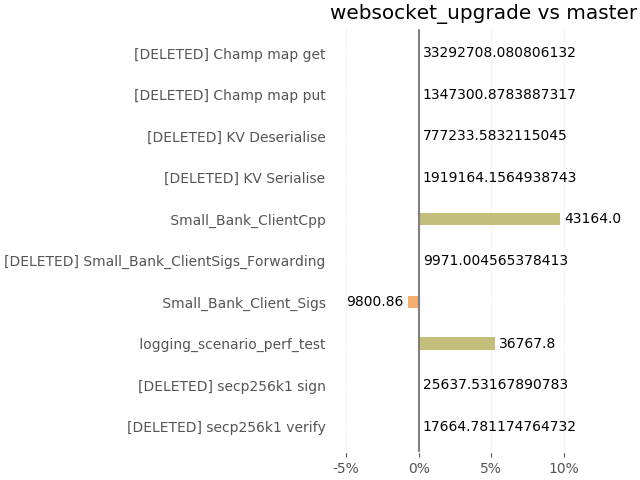 websocket_upgrade vs master
[DELETED] Champ map get 33292708.080806132
[DELETED] Champ map put 1347300.8783887317
[DELETED] KV Deserialise 777233.5832115045
[DELETED] KV Serialise 1919164.1564938743
Small_Bank_ClientCpp 43164.0
[DELETED] Small_Bank_ClientSigs_Forwarding 9971.004565378413
Small_Bank_Client_Sigs 9800.86
logging_scenario_perf_test 36767.8
[DELETED] secp256k1 sign 25637.53167890783
[DELETED] secp256k1 verify 17664.781174764732
-5% 0% 5% 10%